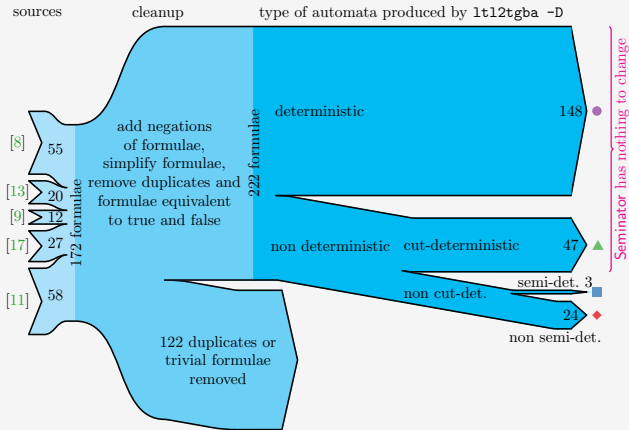 sources
cleanup
type of automata produced by ltl2tgba -D
[8]
55
[13]
20
[9]
12
[17]
27
[11]
58
172 formulae
add negations
of formulae,
simplify formulae,
remove duplicates and
formulae equivalent
to true and false
122 duplicates or
trivial formulae
removed
222 formulae
deterministic
148
non deterministic
cut-deterministic
47
non cut-det.
semi-det. 3
24
non semi-det.
Seminator has nothing to change